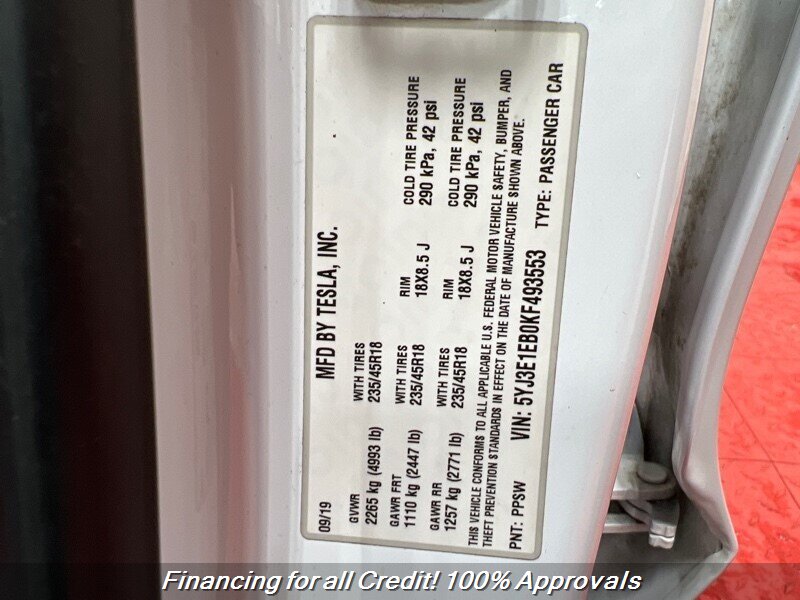 MFD BY TESLA, INC.
09/19
GVWR
2265 kg (4993 lb)
WITH TIRES
235/45R18
RIM
18X8.5 J
COLD TIRE PRESSURE
290 kPa, 42 psi
GAWR FRT
1110 kg (2447 lb)
WITH TIRES
235/45R18
RIM
18X8.5 J
COLD TIRE PRESSURE
290 kPa, 42 psi
GAWR RR
1257 kg (2771 lb)
WITH TIRES
235/45R18
THIS VEHICLE CONFORMS TO ALL APPLICABLE U.S. FEDERAL MOTOR VEHICLE SAFETY, BUMPER, AND
THEFT PREVENTION STANDARDS IN EFFECT ON THE DATE OF MANUFACTURE SHOWN ABOVE.
PNT: PPSW VIN: 5YJ3E1EB0KF493553 TYPE: PASSENGER CAR
Financing for all Credit! 100% Approvals